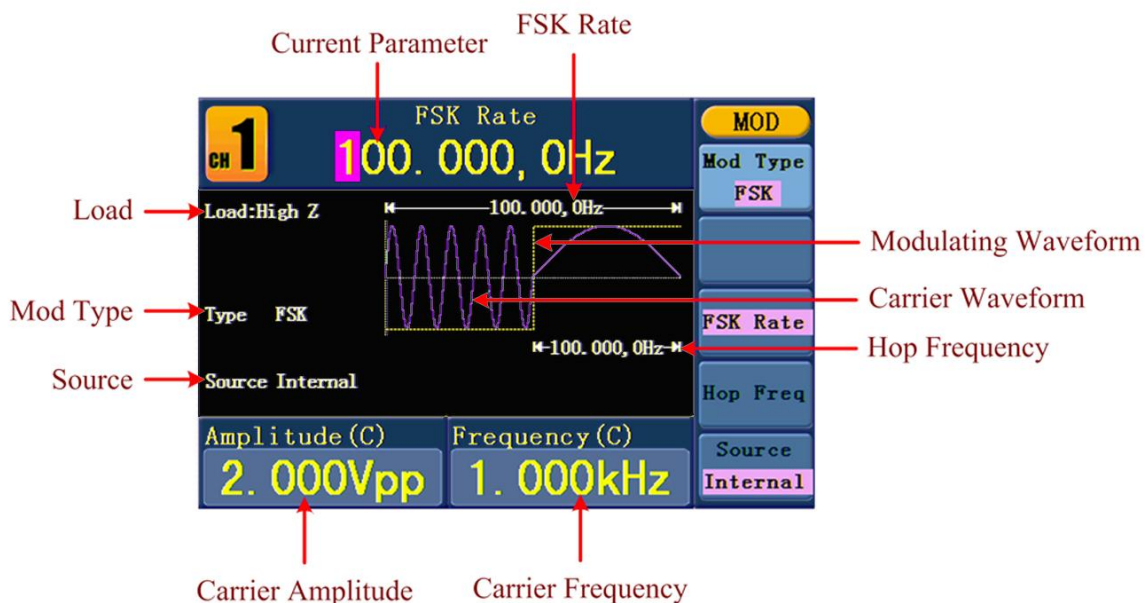 FSK Rate
Current Parameter
CH 1
FSK Rate
100.000,0Hz
MOD
Mod Type
FSK
Load
Load:High Z
100.000,0Hz
Modulating Waveform
Carrier Waveform
Mod Type
Type FSK
FSK Rate
100.000,0Hz
Hop Frequency
Source
Source Internal
Hop Freq
Amplitude(C)
Frequency(C)
2.000Vpp
1.000kHz
Source
Internal
Carrier Amplitude
Carrier Frequency